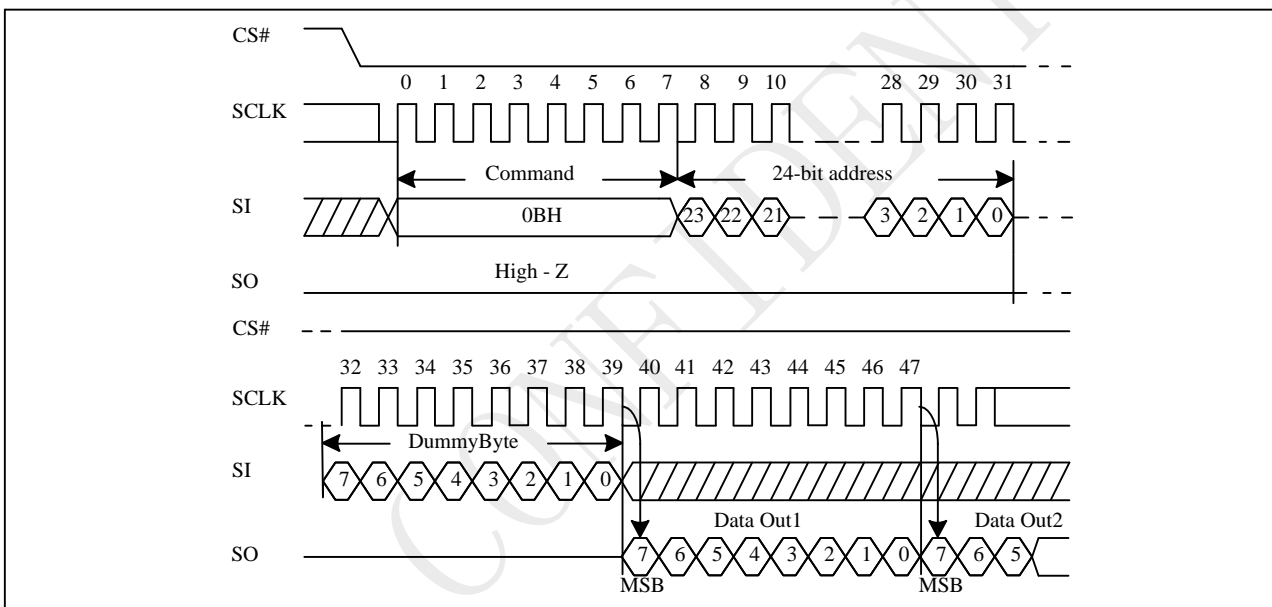 CS#
0 1 2 3 4 5 6 7 8 9 10 28 29 30 31
SCLK
Command 24-bit address
SI 0BH 23 22 21 3 2 1 0
High - Z
SO
CS#
32 33 34 35 36 37 38 39 40 41 42 43 44 45 46 47
SCLK
DummyByte
SI 7 6 5 4 3 2 1 0
Data Out1 Data Out2
SO 7 6 5 4 3 2 1 0 7 6 5
MSB MSB
CONFIDENT